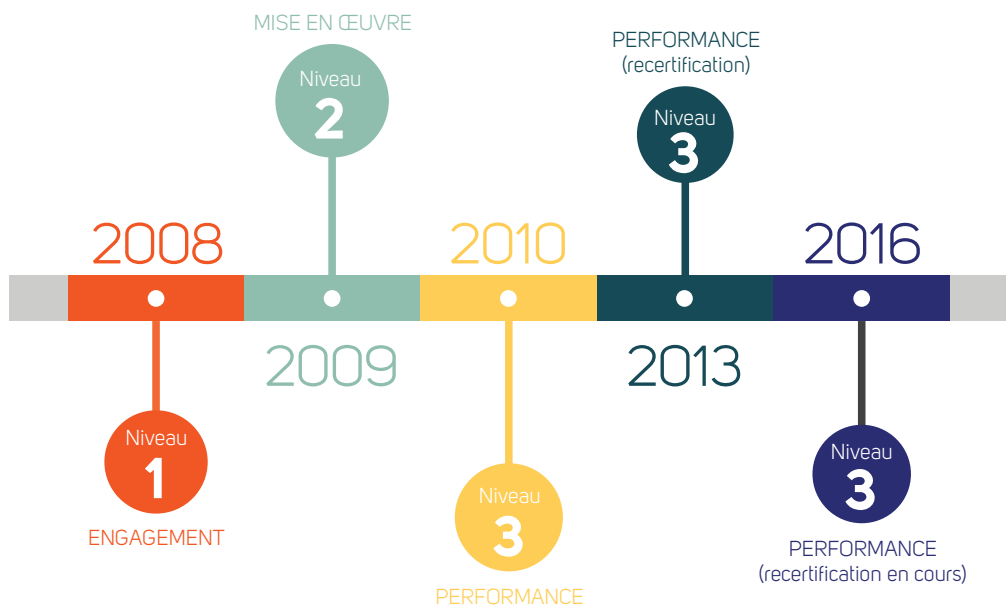 2008
Niveau
1
ENGAGEMENT
MISE EN ŒUVRE
Niveau
2
2009
2010
Niveau
3
PERFORMANCE
PERFORMANCE
(recertification)
Niveau
3
2013
2016
Niveau
3
PERFORMANCE
(recertification en cours)